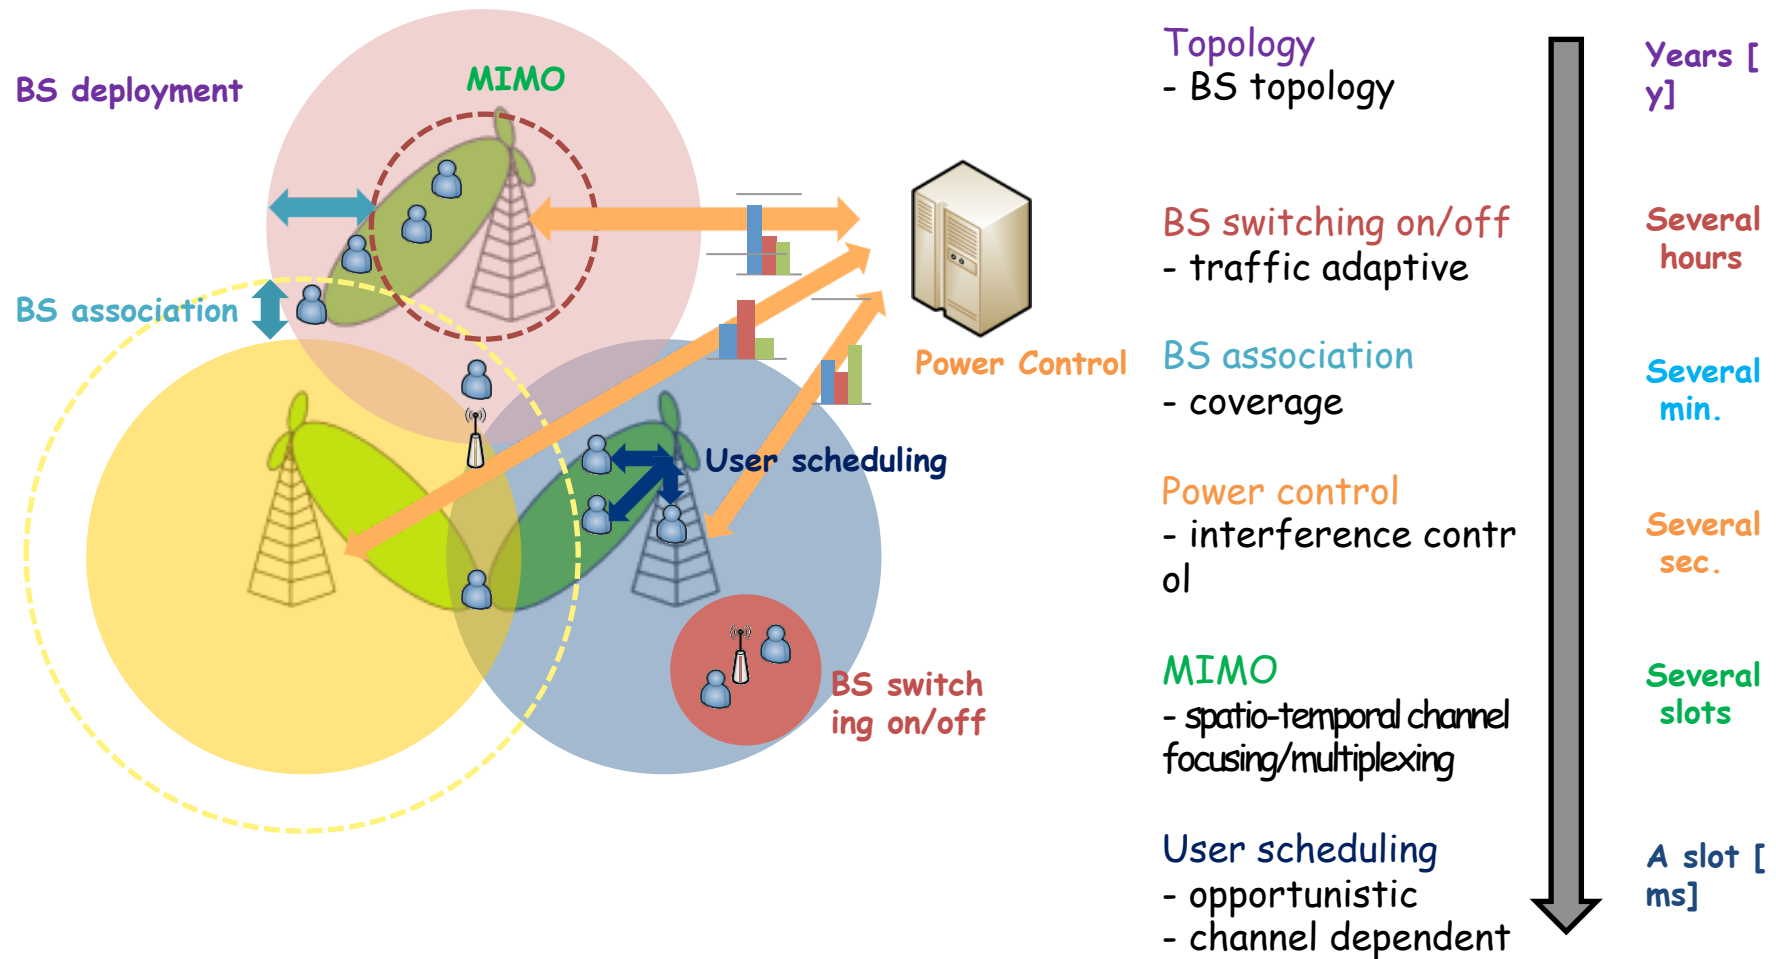 BS deployment
MIMO
BS association
Power Control
User scheduling
BS switch
ing on/off
Topology
- BS topology
Years [
y]
BS switching on/off
- traffic adaptive
Several
hours
BS association
- coverage
Several
min.
Power control
- interference contr
ol
Several
sec.
MIMO
- spatio-temporal channel
focusing/multiplexing
Several
slots
User scheduling
- opportunistic
- channel dependent
A slot [
ms]